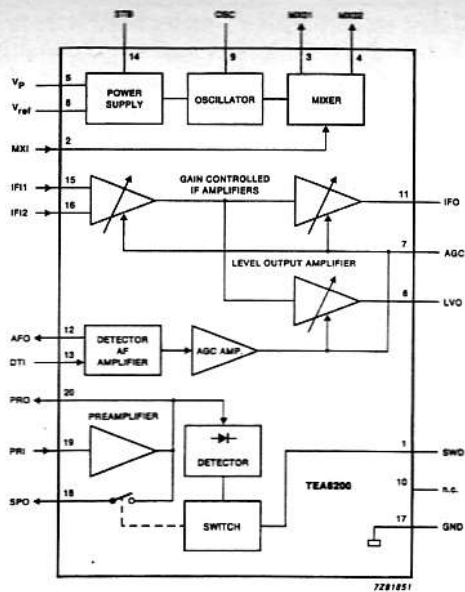 STB OSC MXO1 MXO2
14 9 3 4
VP 5
POWER SUPPLY
OSCILLATOR
MIXER
Vref 8
MXI 2
IFI1 15
GAIN CONTROLLED
IF AMPLIFIERS
IFI2 16
11 IFO
7 AGC
LEVEL OUTPUT AMPLIFIER
6 LVO
AFO 12
DETECTOR
AF
AMPLIFIER
AGC AMP.
DTI 13
PRO 20
PREAMPLIFIER
PRI 19
DETECTOR
1 SWD
TEA6200
10 n.c.
SPO 18
SWITCH
17 GND
7Z81851